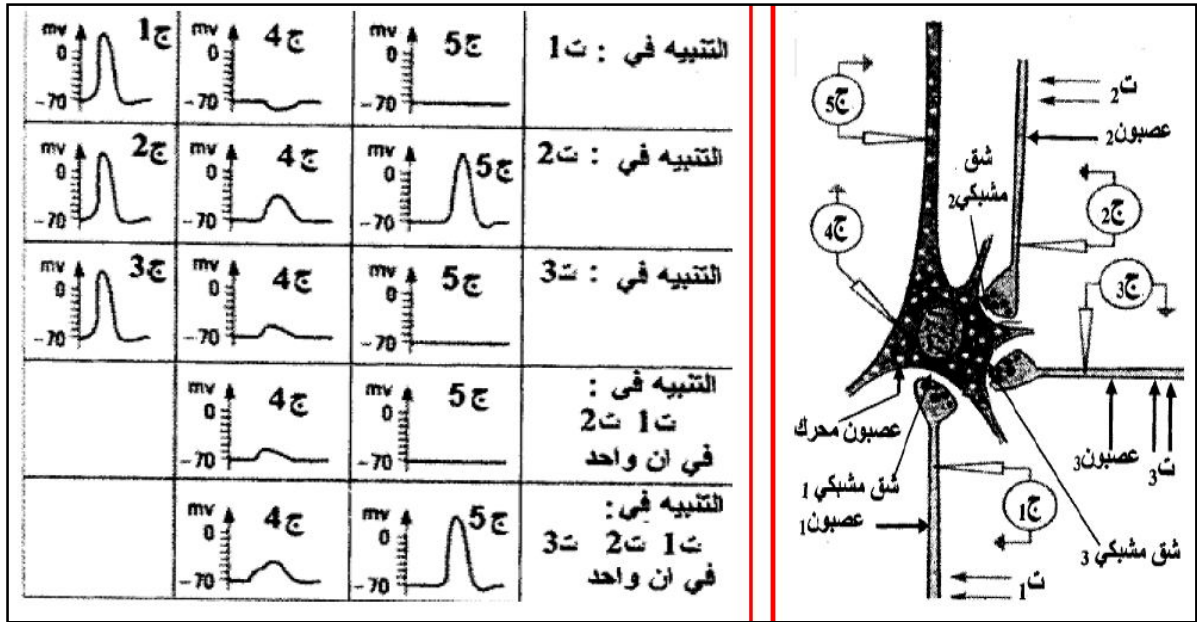 التنبيه في : ت1
ج5
mv
0
-70
ج4
mv
0
-70
ج1
mv
0
-70
التنبيه في : ت2
ج5
mv
0
-70
ج4
mv
0
-70
ج2
mv
0
-70
التنبيه في : ت3
ج5
mv
0
-70
ج4
mv
0
-70
ج3
mv
0
-70
التنبيه في :
ت1 ت2
في ان واحد
ج5
mv
0
-70
ج4
mv
0
-70
التنبيه في:
ت1 ت2 ت3
في ان واحد
ج5
mv
0
-70
ج4
mv
0
-70
ج5
ت2
عصبون2
شق
مشبكي2
ج2
ج4
ج3
عصبون محرك
عصبون3
ت3
شق مشبكي 1
عصبون1
ج1
شق مشبكي 3
ت1